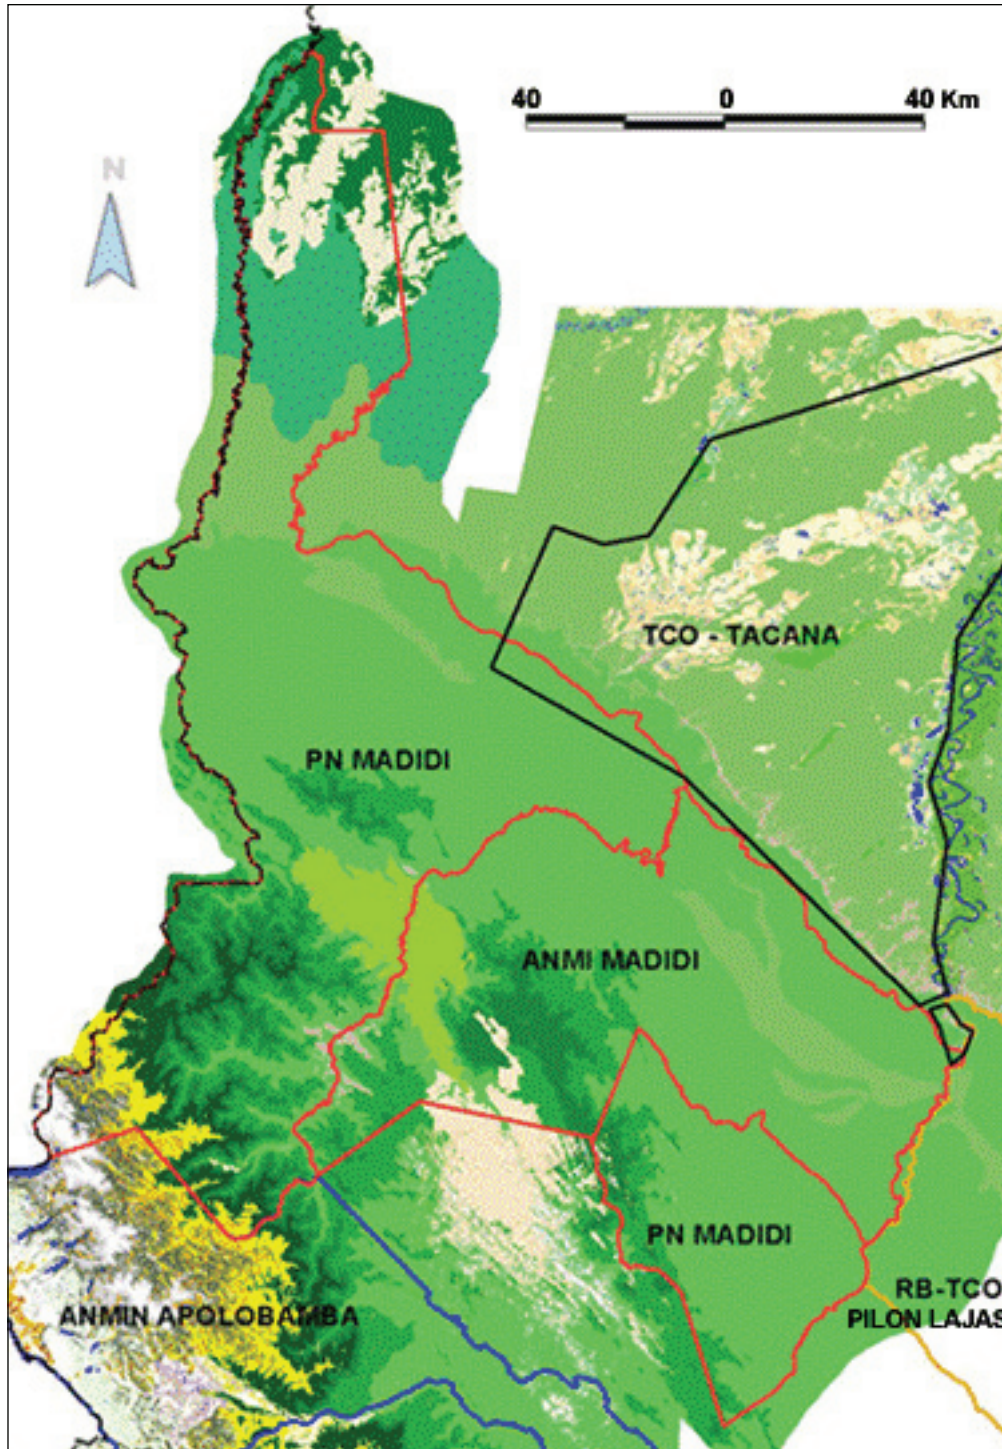 40 0 40 Km
N
TCO - TACANA
PN MADIDI
ANMI MADIDI
PN MADIDI
RB-TCO
PILON LAJAS
ANMIN APOLOBAMBA